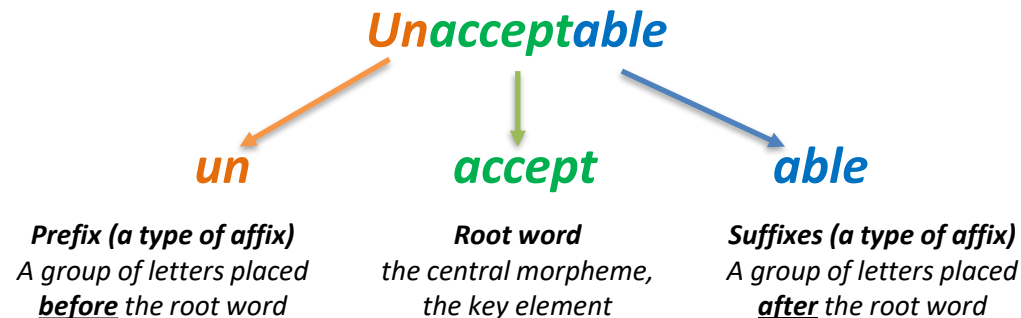 Unacceptable
un
accept
able
Prefix (a type of affix)
A group of letters placed
before the root word
Root word
the central morpheme,
the key element
Suffixes (a type of affix)
A group of letters placed
after the root word